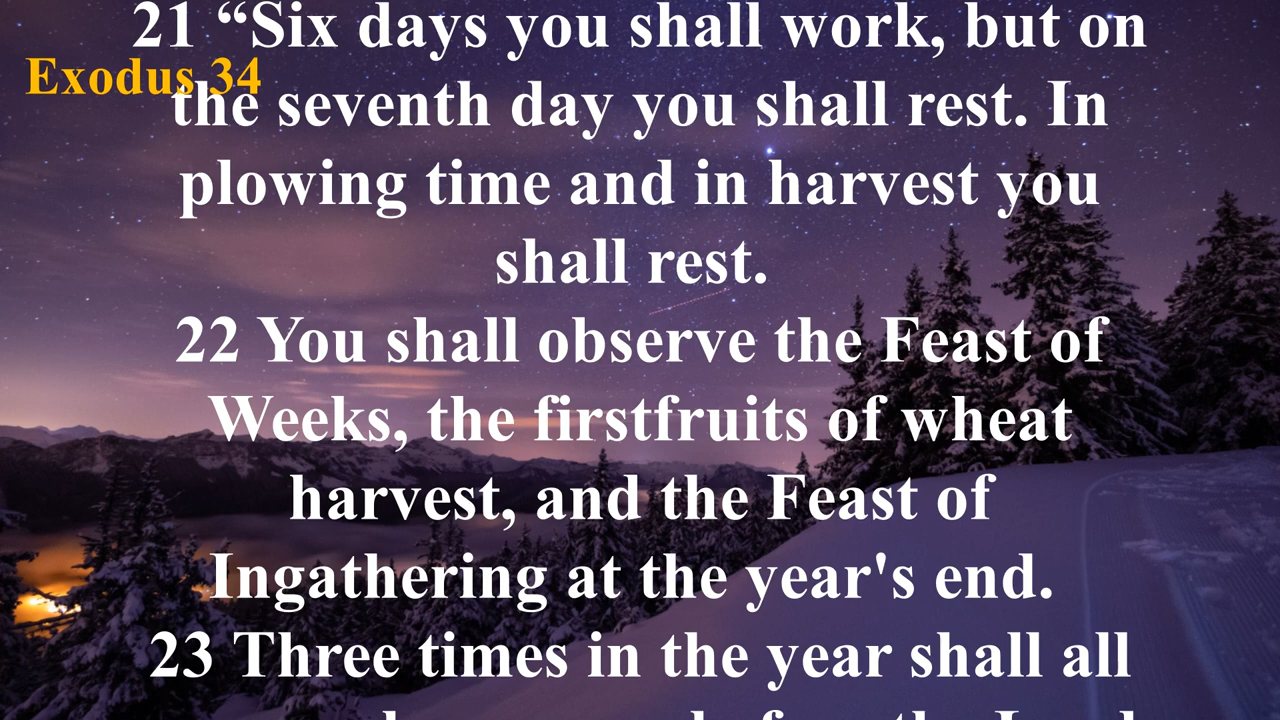 21 “Six days you shall work, but on
Exodus 34
the seventh day you shall rest. In
plowing time and in harvest you
shall rest.
22 You shall observe the Feast of
Weeks, the firstfruits of wheat
harvest, and the Feast of
Ingathering at the year's end.
23 Three times in the year shall all